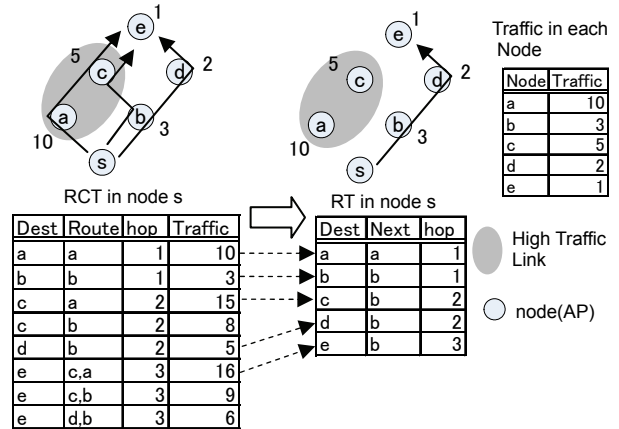 e 1
5
c
d 2
a
10
b 3
s
e 1
5
c
d 2
a
10
b 3
s
Traffic in each
Node
Node Traffic
a 10
b 3
c 5
d 2
e 1
RCT in node s
Dest Route hop Traffic
a a 1 10
b b 1 3
c a 2 15
c b 2 8
d b 2 5
e c,a 3 16
e c,b 3 9
e d,b 3 6
RT in node s
Dest Next hop
a a 1
b b 1
c b 2
d b 2
e b 3
High Traffic
Link
node(AP)